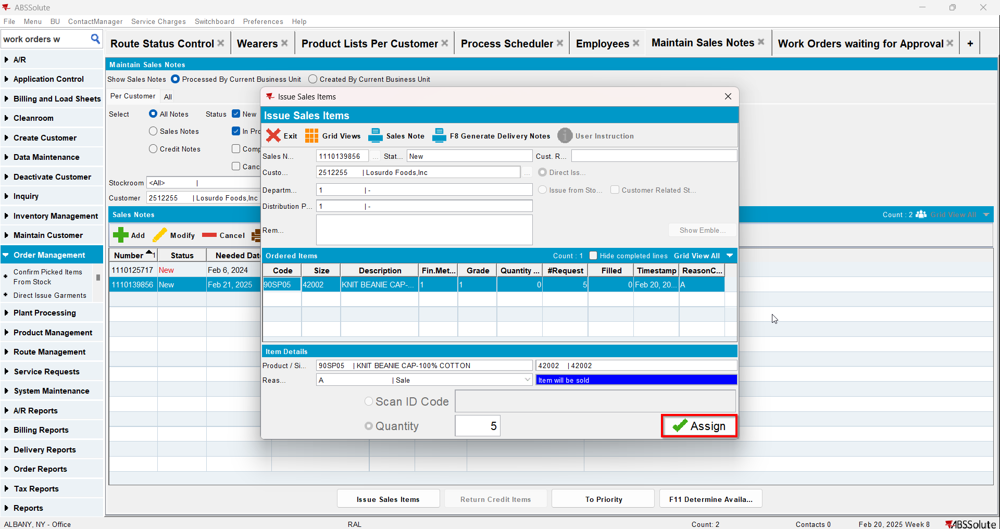 ABSSolute
File Menu BU ContactManager Service Charges Switchboard Preferences Help
work orders w
Route Status Control Wearers Product Lists Per Customer Process Scheduler Employees Maintain Sales Notes Work Orders waiting for Approval +
A/R
Application Control
Billing and Load Sheets
Cleanroom
Create Customer
Data Maintenance
Deactivate Customer
Inquiry
Inventory Management
Maintain Customer
Order Management
Confirm Picked Items
From Stock
Direct Issue Garments
Plant Processing
Product Management
Route Management
Service Requests
System Maintenance
A/R Reports
Billing Reports
Delivery Reports
Order Reports
Tax Reports
Reports
Maintain Sales Notes
Show Sales Notes Processed By Current Business Unit Created By Current Business Unit
Per Customer All
Select All Notes Status New
Sales Notes In Pro
Credit Notes Comp
Canc
Stockroom <All> |
Customer 2512255 | Losurdo Foods,Inc
Sales Notes Count : 2 Grid View All
Add Modify Cancel
Number 1 Status Needed Dat
1110125717 New Feb 6, 2024
1110139856 New Feb 21, 2025
Issue Sales Items
Issue Sales Items
Exit Grid Views Sales Note F8 Generate Delivery Notes User Instruction
Sales N... 1110139856 ... Stat... New Cust. R...
Custo... 2512255 | Losurdo Foods,Inc ... Direct Iss...
Departm... 1 | - Issue from Sto... Customer Related St...
Distribution P... 1 | -
Rem... Show Emble...
Ordered Items Count : 1 Hide completed lines Grid View All
Code Size Description Fin.Met... Grade Quantity ... #Request Filled Timestamp ReasonC...
90SP05 42002 KNIT BEANIE CAP-... 1 1 0 5 0 Feb 20, 20... A
Item Details
Product / Si... 90SP05 | KNIT BEANIE CAP-100% COTTON 42002 | 42002
Reas... A | Sale Item will be sold
Scan ID Code
Quantity 5 Assign
Issue Sales Items Return Credit Items To Priority F11 Determine Availa...
ALBANY, NY - Office RAL Count: 2 Contacts 0 Feb 20, 2025 Week 8 ABSSolute